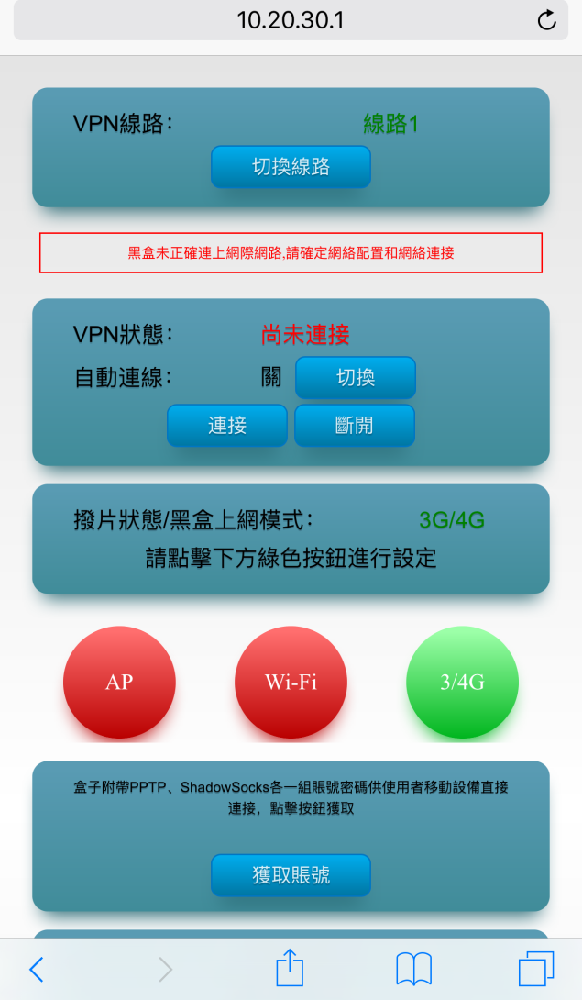 10.20.30.1
VPN線路： 線路1
切換線路
黑盒未正確連上網際網路,請確定網絡配置和網絡連接
VPN狀態： 尚未連接
自動連線： 關 切換
連接 斷開
撥片狀態/黑盒上網模式： 3G/4G
請點擊下方綠色按鈕進行設定
AP Wi-Fi 3/4G
盒子附帶PPTP、ShadowSocks各一組賬號密碼供使用者移動設備直接
連接，點擊按鈕獲取
獲取賬號